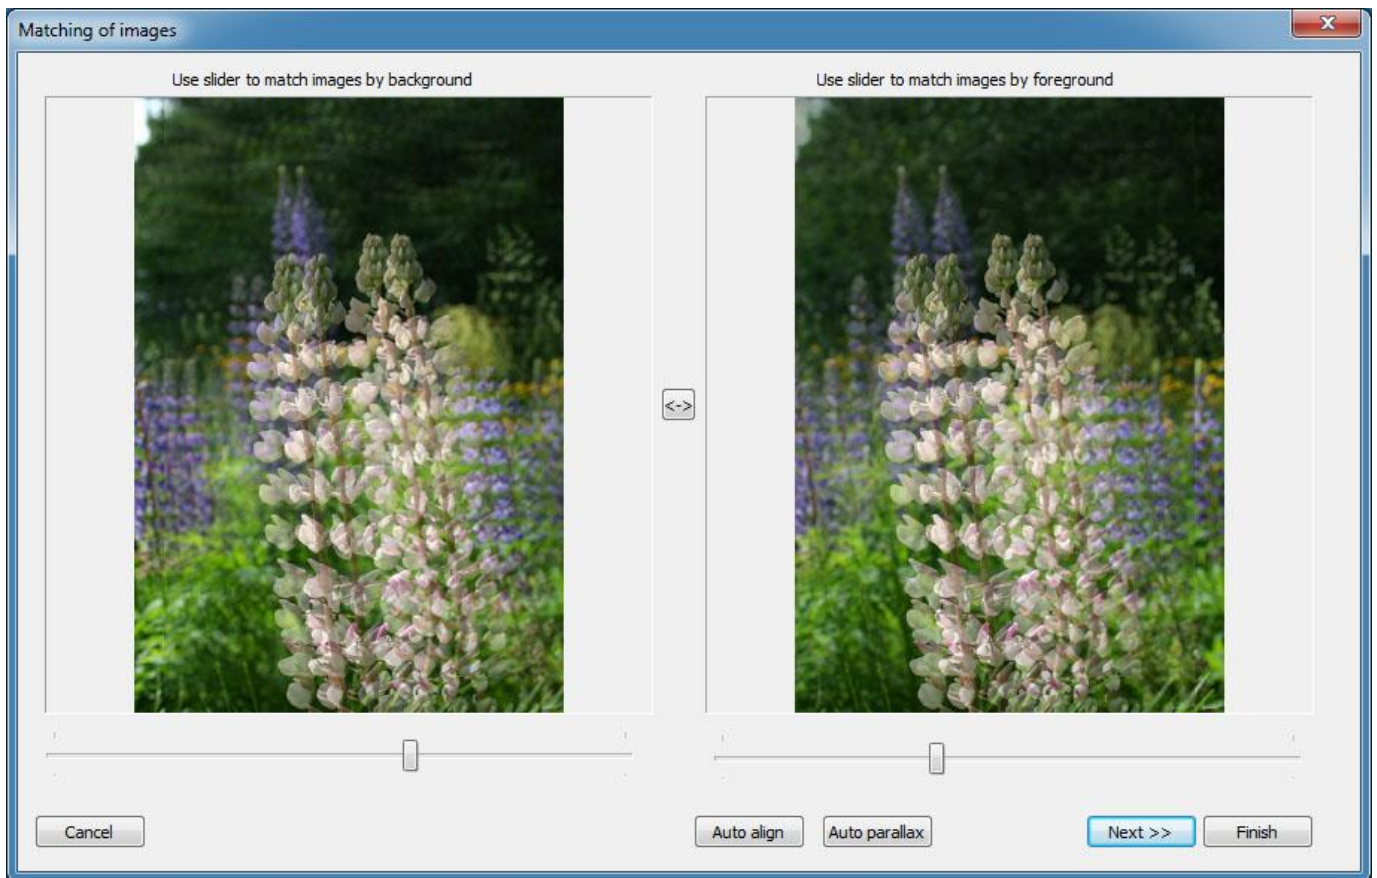 Matching of images
Use slider to match images by background
Use slider to match images by foreground
<->
Cancel
Auto align
Auto parallax
Next >>
Finish